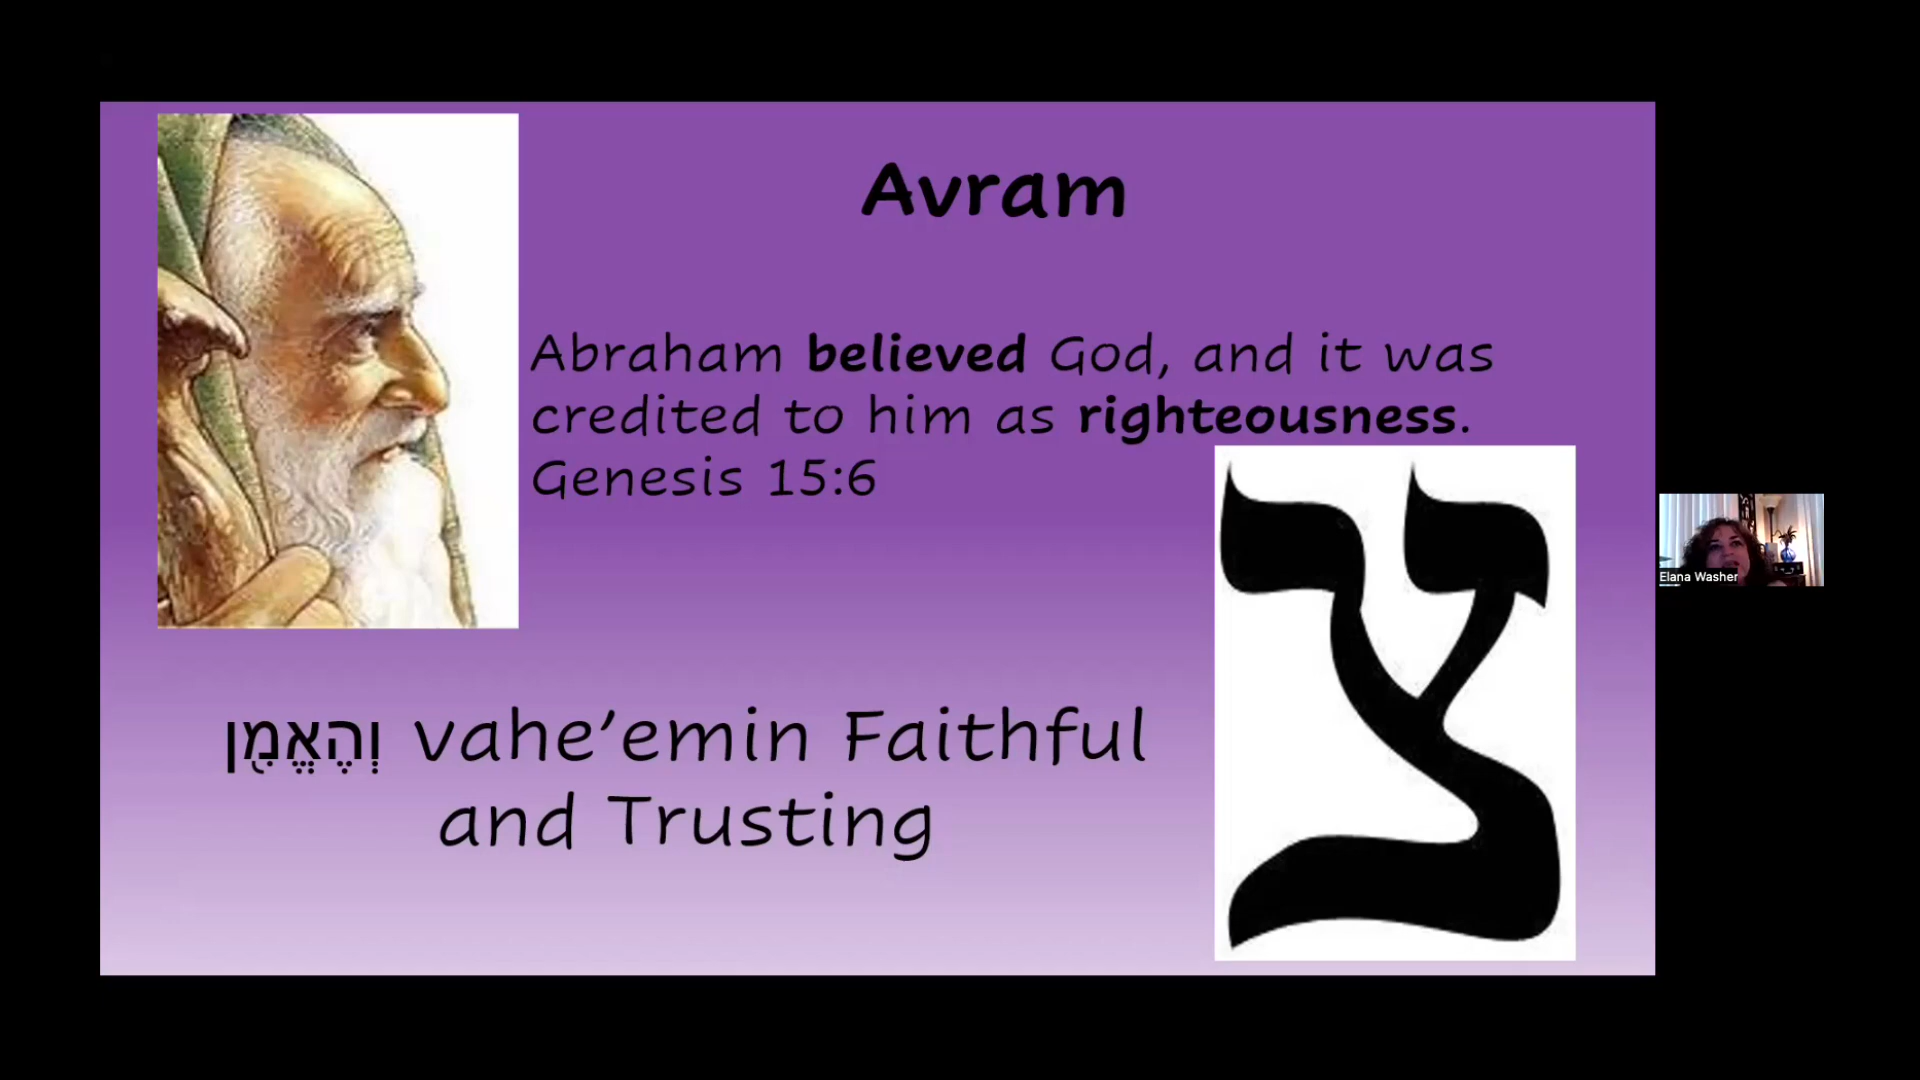 Avram
Abraham believed God, and it was
credited to him as righteousness.
Genesis 15:6
צ
וְהֶאֱמִ֖ן vahe’emin Faithful
and Trusting
Elana Washer